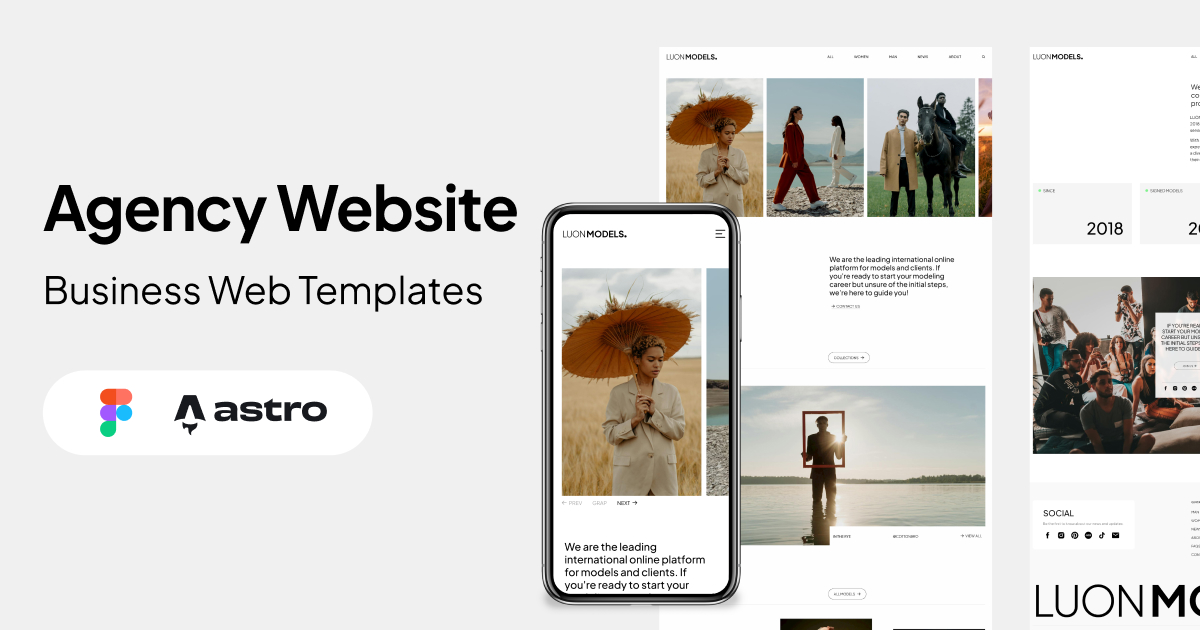 Agency Website
Business Web Templates
astro
LUONMODELS.
← PREV GRAP NEXT →
We are the leading
international online platform
for models and clients. If
you're ready to start your
LUONMODELS.
ALL WOMEN MAN NEWS ABOUT
We are the leading international online
platform for models and clients. If
you're ready to start your modeling
career but unsure of the initial steps,
we're here to guide you!
→ CONTACT US
COLLECTIONS →
→ VIEW ALL
ALL MODELS →
LUONMODELS.
ALL
We
co
pro
SINCE
2018
SIGNED MODELS
IF YOU'RE REA
START YOUR MO
CAREER BUT UNS
THE INITIAL STEPS
HERE TO GUIDE
SOCIAL
LUONMO